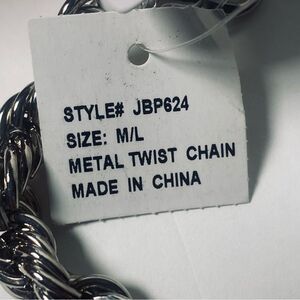 STYLE# JBP624
SIZE: M/L
METAL TWIST CHAIN
MADE IN CHINA